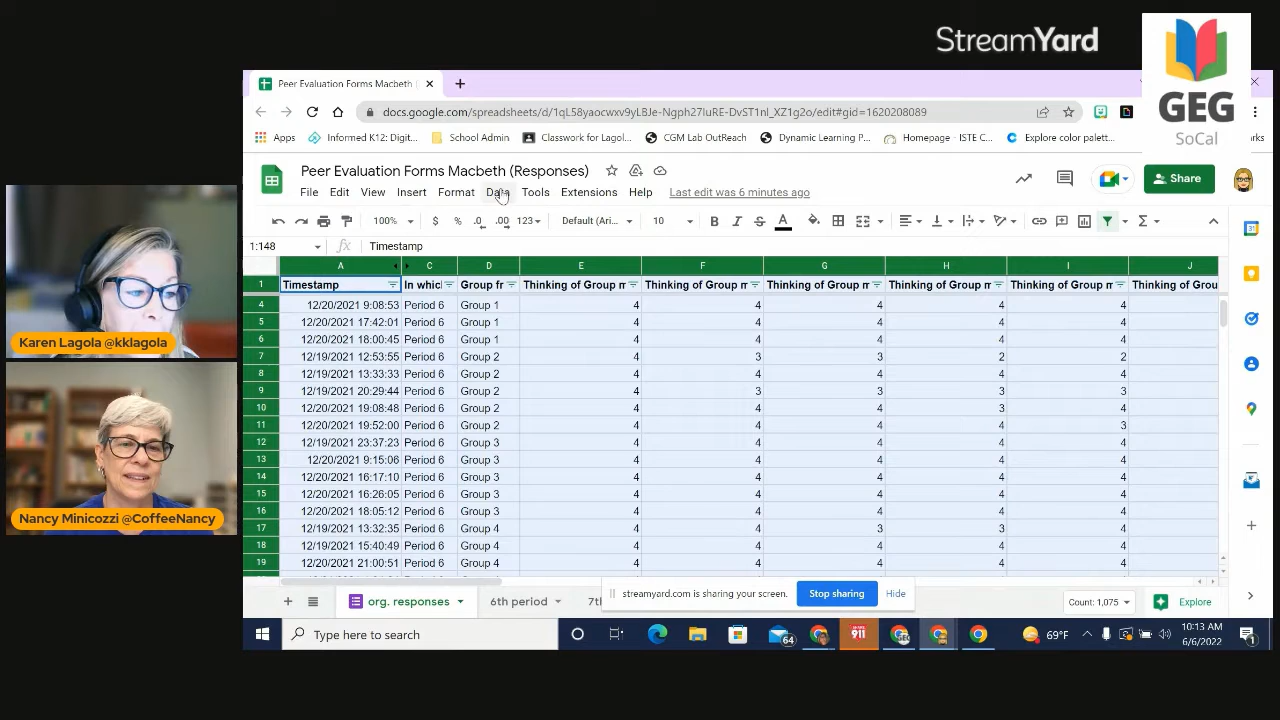 StreamYard
GEG
SoCal
Peer Evaluation Forms Macbeth
docs.google.com/spreadsheets/d/1qL58yaocwxv9yL8Je-Ngph27IuRE-DvST1nl_XZ1g2o/edit#gid=1620208089
Apps Informed K12: Digit... School Admin Classwork for Lagol... CGM Lab OutReach Dynamic Learning P... Homepage - ISTE C... Explore color palett...
Peer Evaluation Forms Macbeth (Responses)
File Edit View Insert Format Tools Extensions Help Last edit was 6 minutes ago
Share
100% $ % .0 .00 123 Default (Ari... 10 B I S A
1:148 fx Timestamp
A C D E F G H I J
1 Timestamp In whicl Group fr Thinking of Group m Thinking of Group m Thinking of Group m Thinking of Group m Thinking of Group m Thinking of Group
4 12/20/2021 9:08:53 Period 6 Group 1 4 4 4 4 4
5 12/20/2021 17:42:01 Period 6 Group 1 4 4 4 4 4
6 12/20/2021 18:00:45 Period 6 Group 1 4 4 4 4 4
7 12/19/2021 12:53:55 Period 6 Group 2 4 3 3 2 2
8 12/19/2021 13:33:33 Period 6 Group 2 4 4 4 4 4
9 12/19/2021 20:29:44 Period 6 Group 2 4 3 3 3 3
10 12/20/2021 19:08:48 Period 6 Group 2 4 4 4 3 4
11 12/20/2021 19:52:00 Period 6 Group 2 4 4 4 4 3
12 12/19/2021 23:37:23 Period 6 Group 3 4 4 4 4 4
13 12/20/2021 9:15:06 Period 6 Group 3 4 4 4 4 4
14 12/20/2021 16:17:10 Period 6 Group 3 4 4 4 4 4
15 12/20/2021 16:26:05 Period 6 Group 3 4 4 4 4 4
16 12/20/2021 18:05:12 Period 6 Group 3 4 4 4 4 4
17 12/19/2021 13:32:35 Period 6 Group 4 4 4 3 3 4
18 12/19/2021 15:40:49 Period 6 Group 4 4 4 4 4 4
19 12/20/2021 21:00:51 Period 6 Group 4 4 4 4 4 4
Karen Lagola @kklagola
Nancy Minicozzi @CoffeeNancy
streamyard.com is sharing your screen. Stop sharing Hide
org. responses 6th period 7th Count: 1,075 Explore
Type here to search 64 911 69°F 10:13 AM
6/6/2022